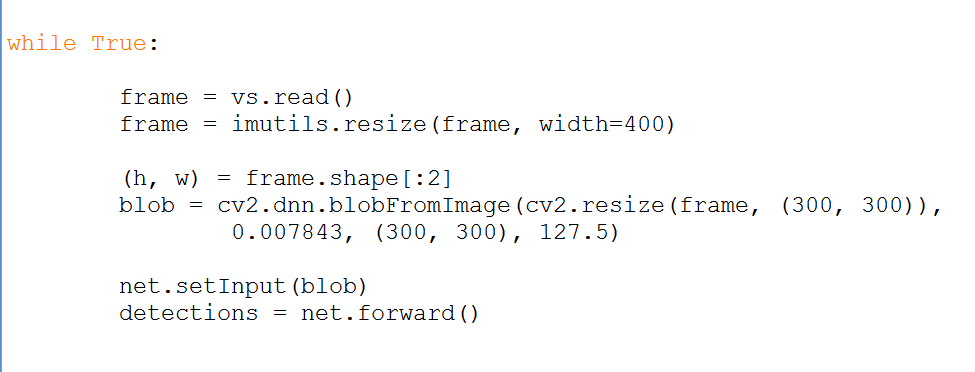 while True:
frame = vs.read()
frame = imutils.resize(frame, width=400)
(h, w) = frame.shape[:2]
blob = cv2.dnn.blobFromImage(cv2.resize(frame, (300, 300)),
0.007843, (300, 300), 127.5)
net.setInput(blob)
detections = net.forward()